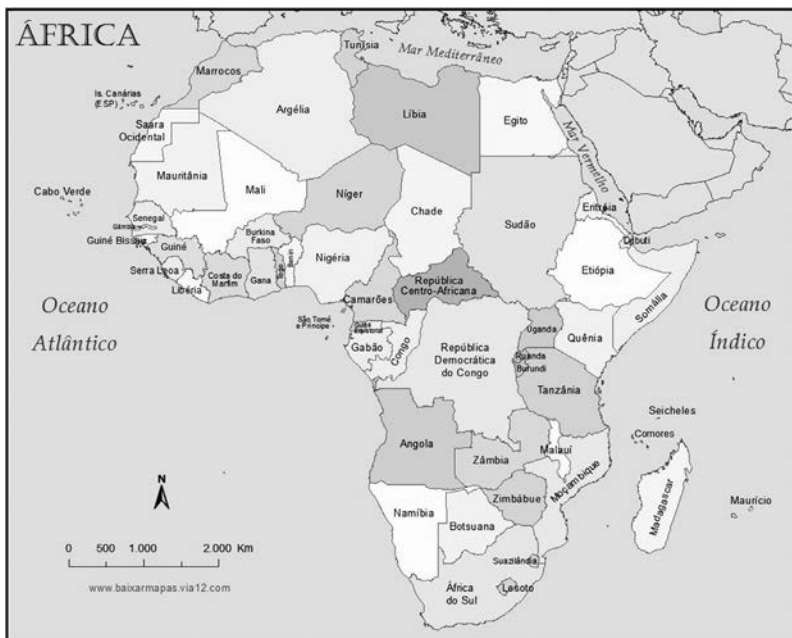 ÁFRICA
Tunísia
Mar Mediterrâneo
Marrocos
Is. Canárias
(ESP)
Argélia
Líbia
Egito
Saara
Ocidental
Mar Vermelho
Mauritânia
Mali
Níger
Chade
Sudão
Eritréia
Cabo Verde
Senegal
Gâmbia
Guiné Bissau
Guiné
Burkina
Faso
Djibuti
Serra Leoa
Costa do
Marfim
Gana
Togo
Benin
Nigéria
Etiópia
Libéria
República
Centro-Africana
Somália
Camarões
Oceano
Atlântico
Oceano
Índico
São Tomé
e Príncipe
Guiné
Equatorial
Gabão
Congo
República
Democrática
do Congo
Uganda
Quênia
Ruanda
Burundi
Tanzânia
Seicheles
Comores
Angola
Zâmbia
Malauí
Moçambique
Zimbábue
Madagascar
Maurício
N
Namíbia
Botsuana
0 500 1.000 2.000 Km
Suazilândia
www.baixarmapas.via12.com
África
do Sul
Lesoto